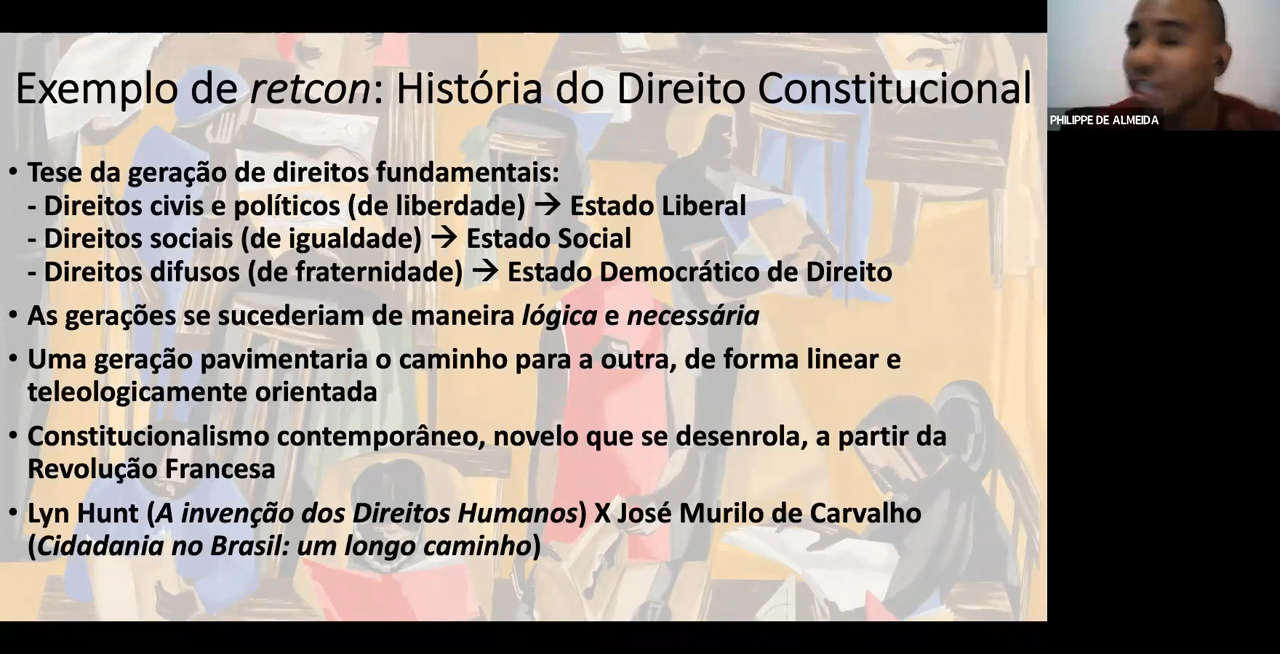 Exemplo de retcon: História do Direito Constitucional
PHILIPPE DE ALMEIDA
• Tese da geração de direitos fundamentais:
- Direitos civis e políticos (de liberdade) → Estado Liberal
- Direitos sociais (de igualdade) → Estado Social
- Direitos difusos (de fraternidade) → Estado Democrático de Direito
• As gerações se sucederiam de maneira lógica e necessária
• Uma geração pavimentaria o caminho para a outra, de forma linear e
teleologicamente orientada
• Constitucionalismo contemporâneo, novelo que se desenrola, a partir da
Revolução Francesa
• Lyn Hunt (A invenção dos Direitos Humanos) X José Murilo de Carvalho
(Cidadania no Brasil: um longo caminho)